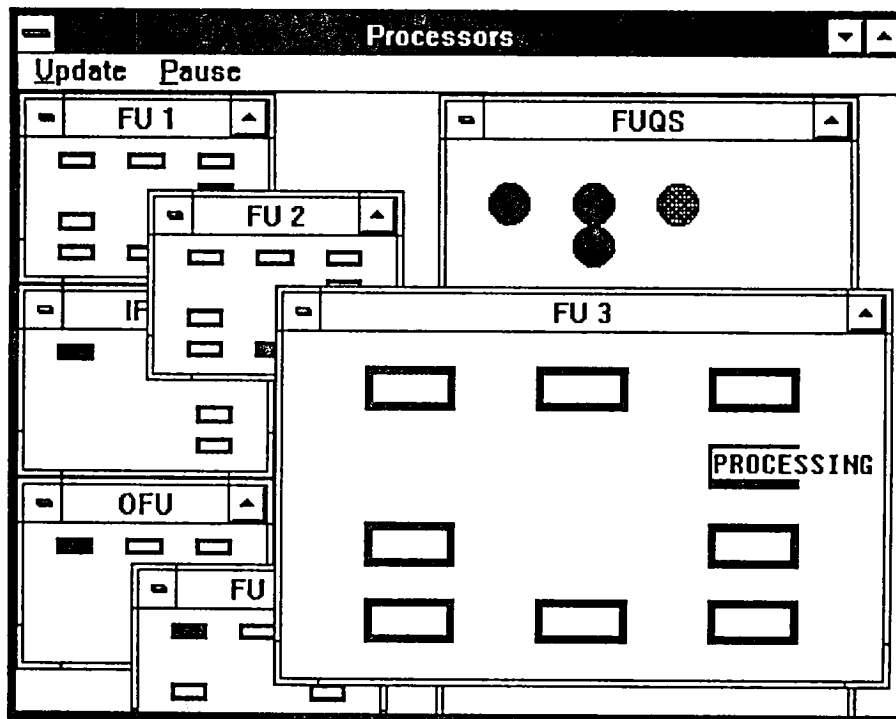 Processors
Update Pause
FU 1
FUQS
FU 2
FU 3
PROCESSING
OFU
FU